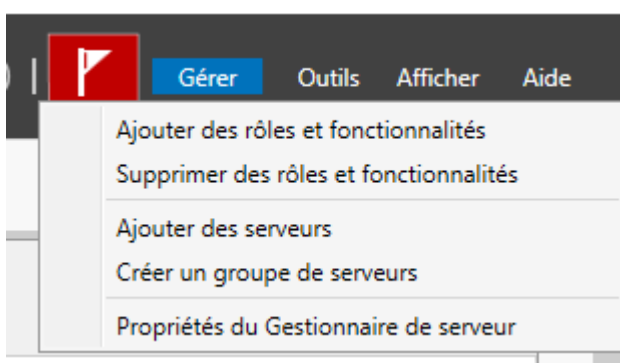 Gérer Outils Afficher Aide
Ajouter des rôles et fonctionnalités
Supprimer des rôles et fonctionnalités
Ajouter des serveurs
Créer un groupe de serveurs
Propriétés du Gestionnaire de serveur